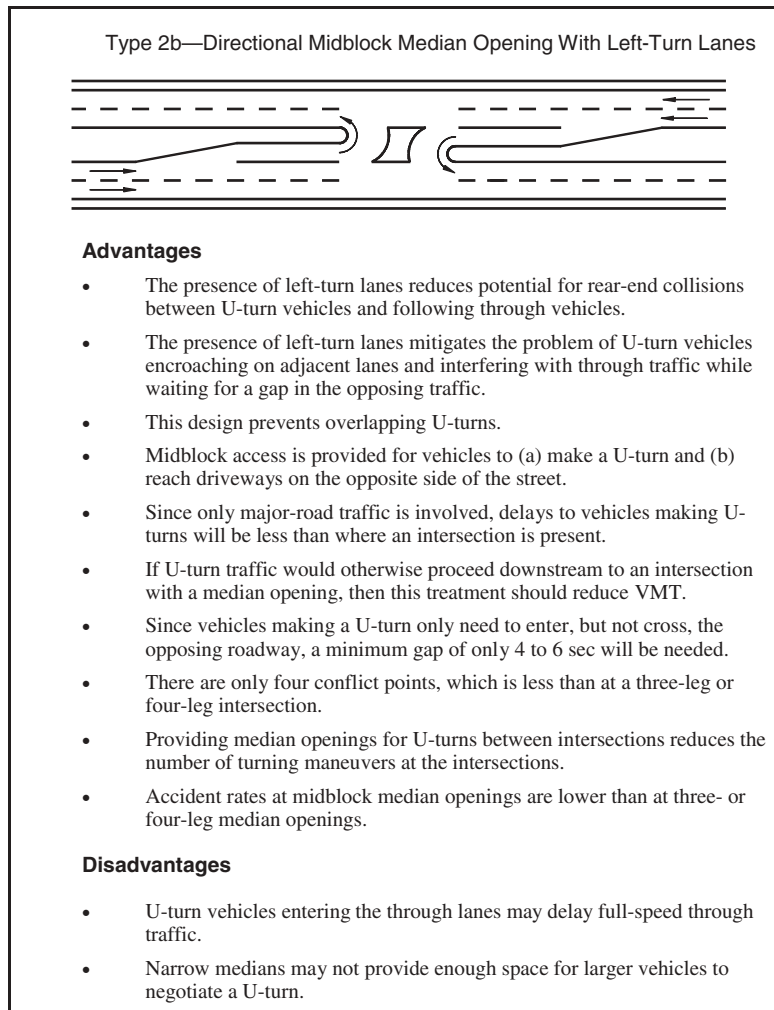 Type 2b—Directional Midblock Median Opening With Left-Turn Lanes
Advantages
• The presence of left-turn lanes reduces potential for rear-end collisions
between U-turn vehicles and following through vehicles.
• The presence of left-turn lanes mitigates the problem of U-turn vehicles
encroaching on adjacent lanes and interfering with through traffic while
waiting for a gap in the opposing traffic.
• This design prevents overlapping U-turns.
• Midblock access is provided for vehicles to (a) make a U-turn and (b)
reach driveways on the opposite side of the street.
• Since only major-road traffic is involved, delays to vehicles making U-
turns will be less than where an intersection is present.
• If U-turn traffic would otherwise proceed downstream to an intersection
with a median opening, then this treatment should reduce VMT.
• Since vehicles making a U-turn only need to enter, but not cross, the
opposing roadway, a minimum gap of only 4 to 6 sec will be needed.
• There are only four conflict points, which is less than at a three-leg or
four-leg intersection.
• Providing median openings for U-turns between intersections reduces the
number of turning maneuvers at the intersections.
• Accident rates at midblock median openings are lower than at three- or
four-leg median openings.
Disadvantages
• U-turn vehicles entering the through lanes may delay full-speed through
traffic.
• Narrow medians may not provide enough space for larger vehicles to
negotiate a U-turn.